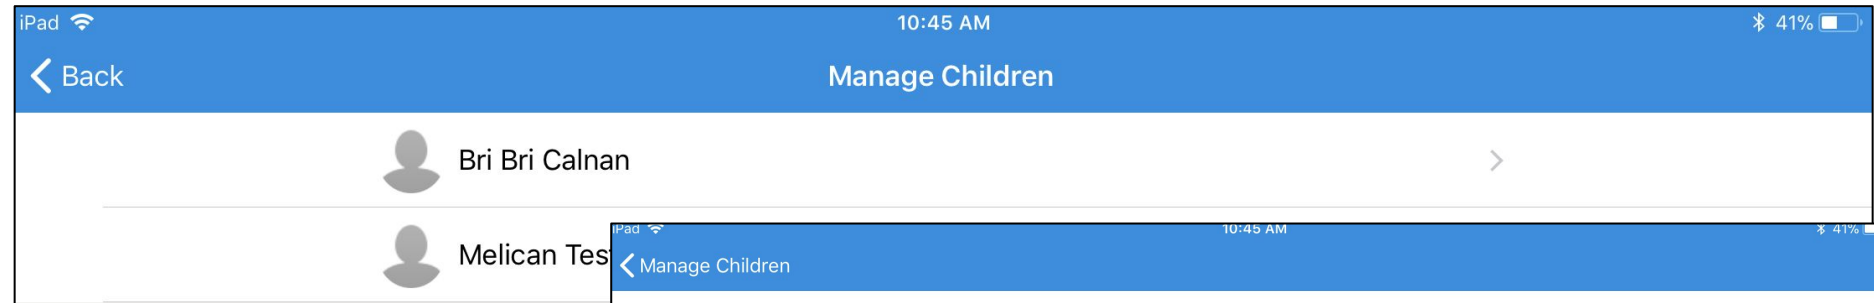 iPad 10:45 AM 41%
Back Manage Children
Bri Bri Calnan
Melican Tes
iPad 10:45 AM 41%
Manage Children